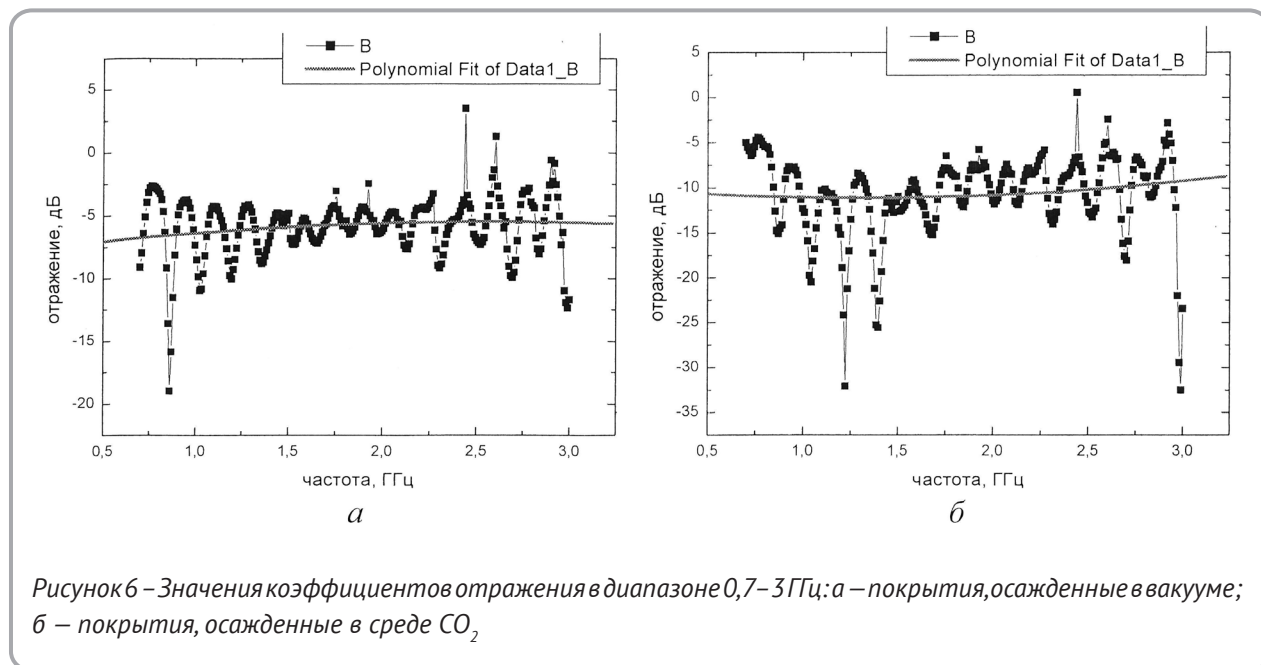 B
Polynomial Fit of Data1_B
5
0
-5
-10
-15
-20
отражение, дБ
0,5
1,0
1,5
2,0
2,5
3,0
частота, ГГц
а
B
Polynomial Fit of Data1_B
5
0
-5
-10
-15
-20
-25
-30
-35
отражение, дБ
0,5
1,0
1,5
2,0
2,5
3,0
частота, ГГц
б
Рисунок 6 – Значения коэффициентов отражения в диапазоне 0,7–3 ГГц: а — покрытия, осажденные в вакууме;
б — покрытия, осажденные в среде CO₂